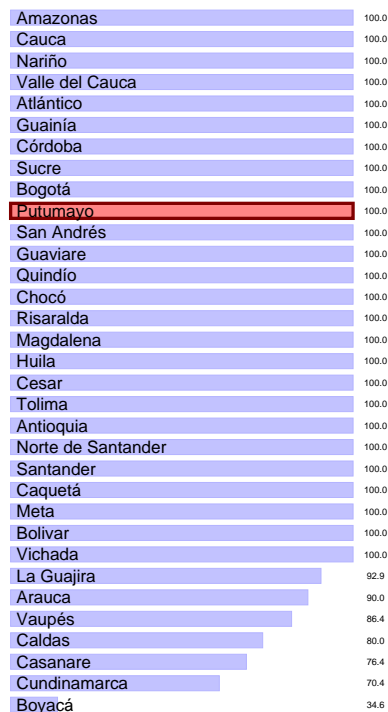 Amazonas 100.0
Cauca 100.0
Nariño 100.0
Valle del Cauca 100.0
Atlántico 100.0
Guainía 100.0
Córdoba 100.0
Sucre 100.0
Bogotá 100.0
Putumayo 100.0
San Andrés 100.0
Guaviare 100.0
Quindío 100.0
Chocó 100.0
Risaralda 100.0
Magdalena 100.0
Huila 100.0
Cesar 100.0
Tolima 100.0
Antioquia 100.0
Norte de Santander 100.0
Santander 100.0
Caquetá 100.0
Meta 100.0
Bolivar 100.0
Vichada 100.0
La Guajira 92.9
Arauca 90.0
Vaupés 86.4
Caldas 80.0
Casanare 76.4
Cundinamarca 70.4
Boyacá 34.6